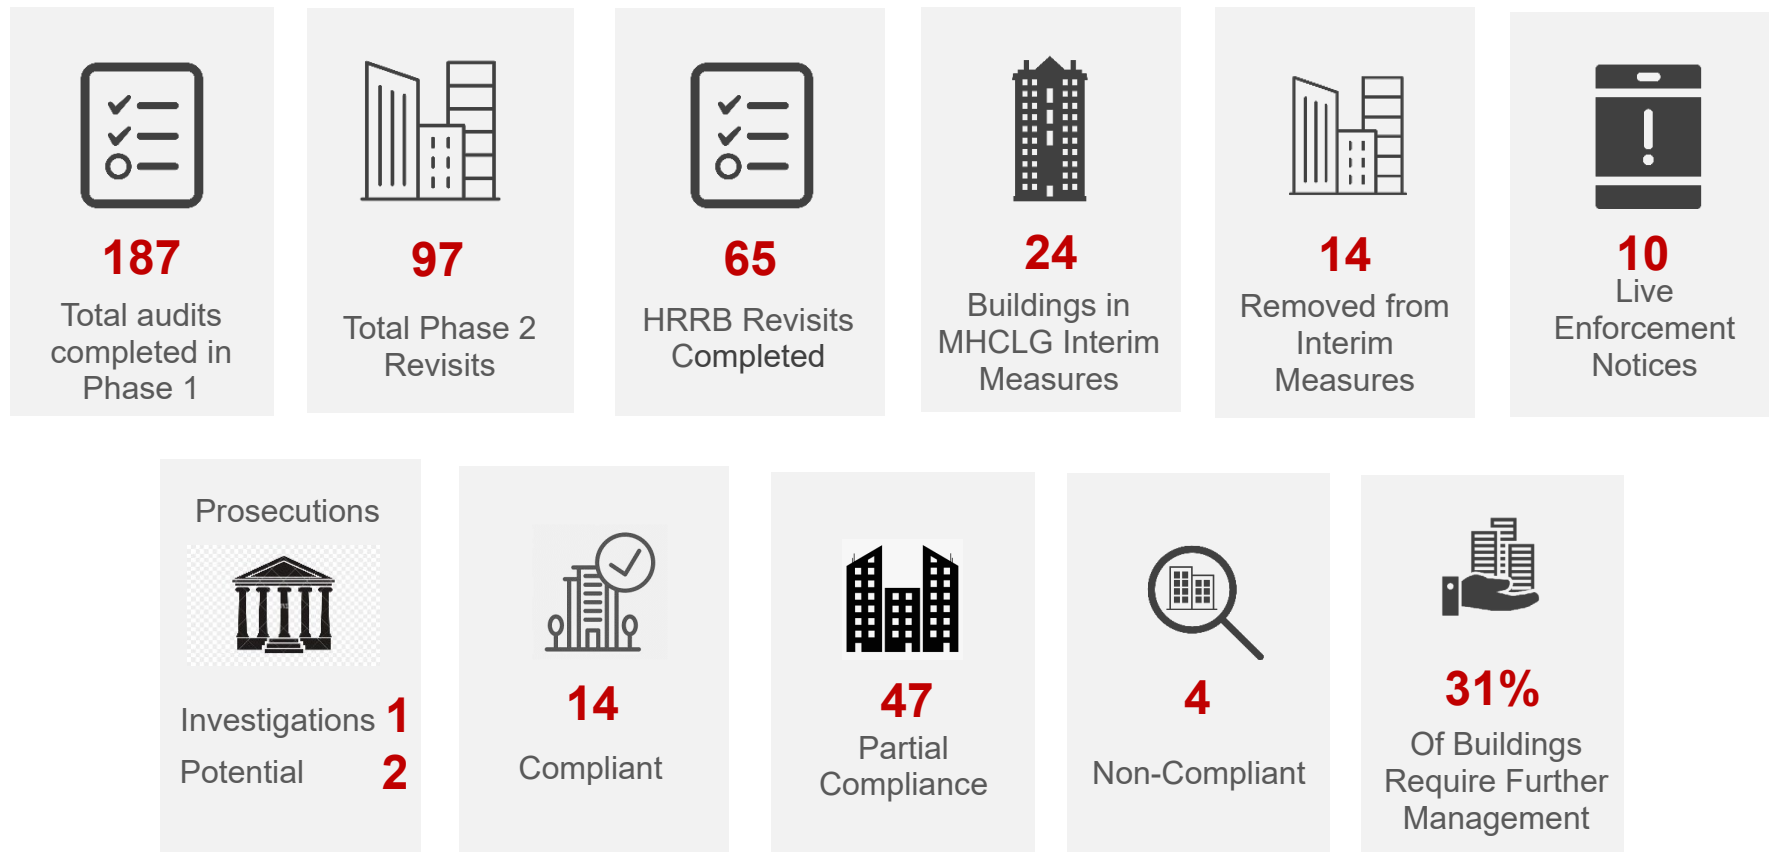 187
Total audits
completed in
Phase 1
97
Total Phase 2
Revisits
65
HRRB Revisits
Completed
24
Buildings in
MHCLG Interim
Measures
14
Removed from
Interim
Measures
10
Live
Enforcement
Notices
Prosecutions
Investigations 1
Potential 2
14
Compliant
47
Partial
Compliance
4
Non-Compliant
31%
Of Buildings
Require Further
Management